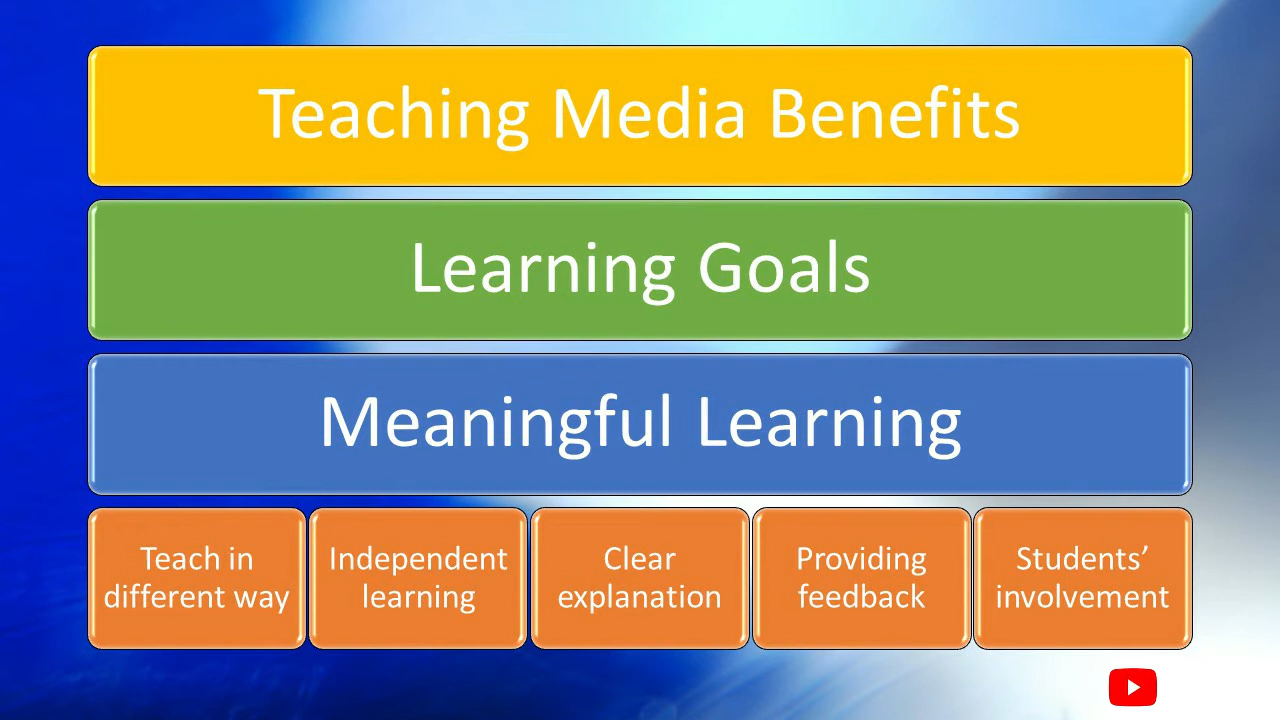 Teaching Media Benefits
Learning Goals
Meaningful Learning
Teach in
different way
Independent
learning
Clear
explanation
Providing
feedback
Students’
involvement